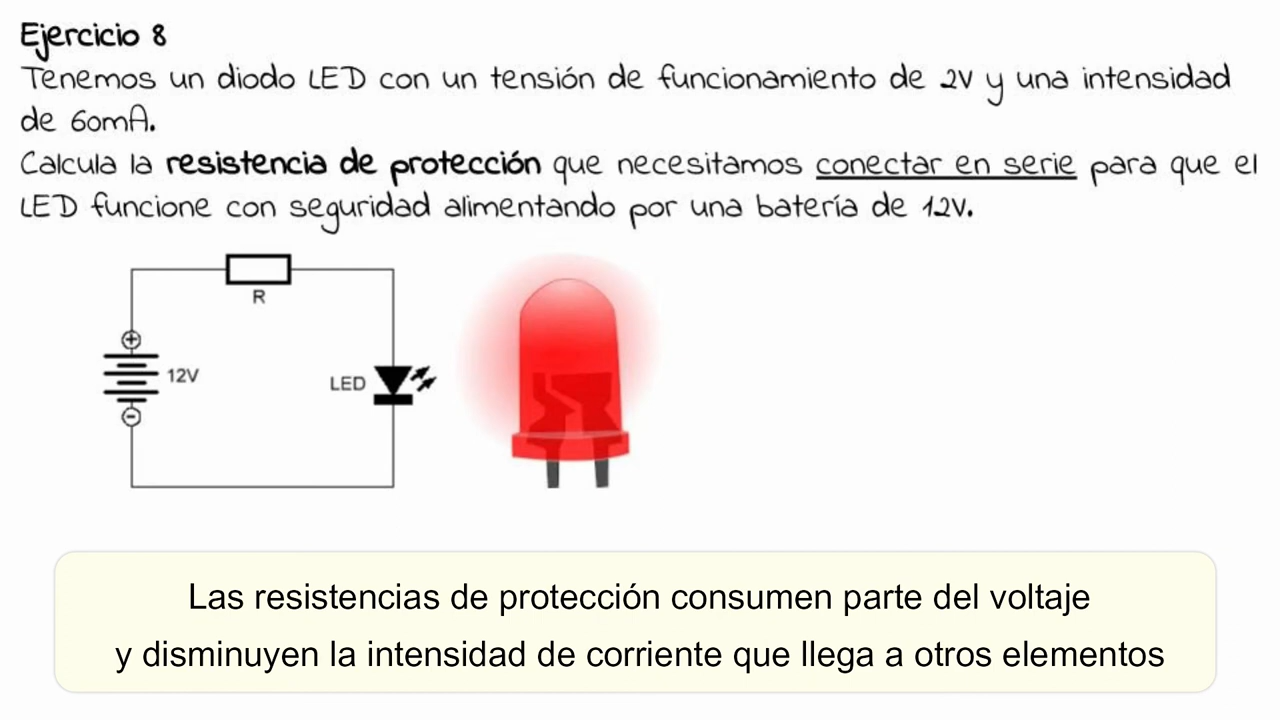 Ejercicio 8
Tenemos un diodo LED con un tensión de funcionamiento de 2V y una intensidad
de 60mA.
Calcula la resistencia de protección que necesitamos conectar en serie para que el
LED funcione con seguridad alimentando por una batería de 12V.
R
12V
LED
Las resistencias de protección consumen parte del voltaje
y disminuyen la intensidad de corriente que llega a otros elementos